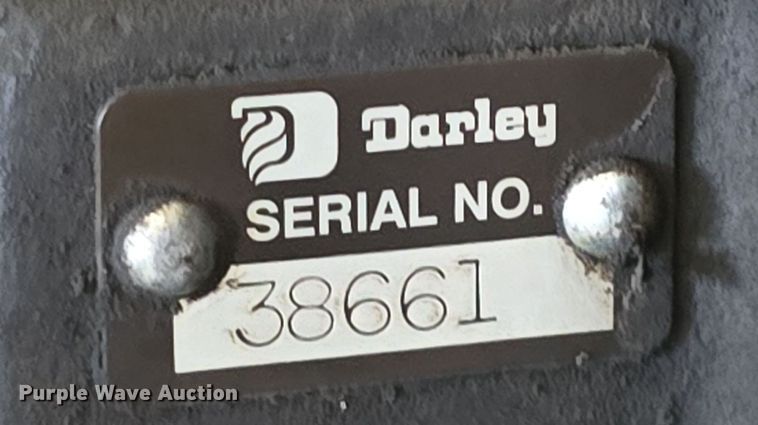 Darley
SERIAL NO.
38661
Purple Wave Auction